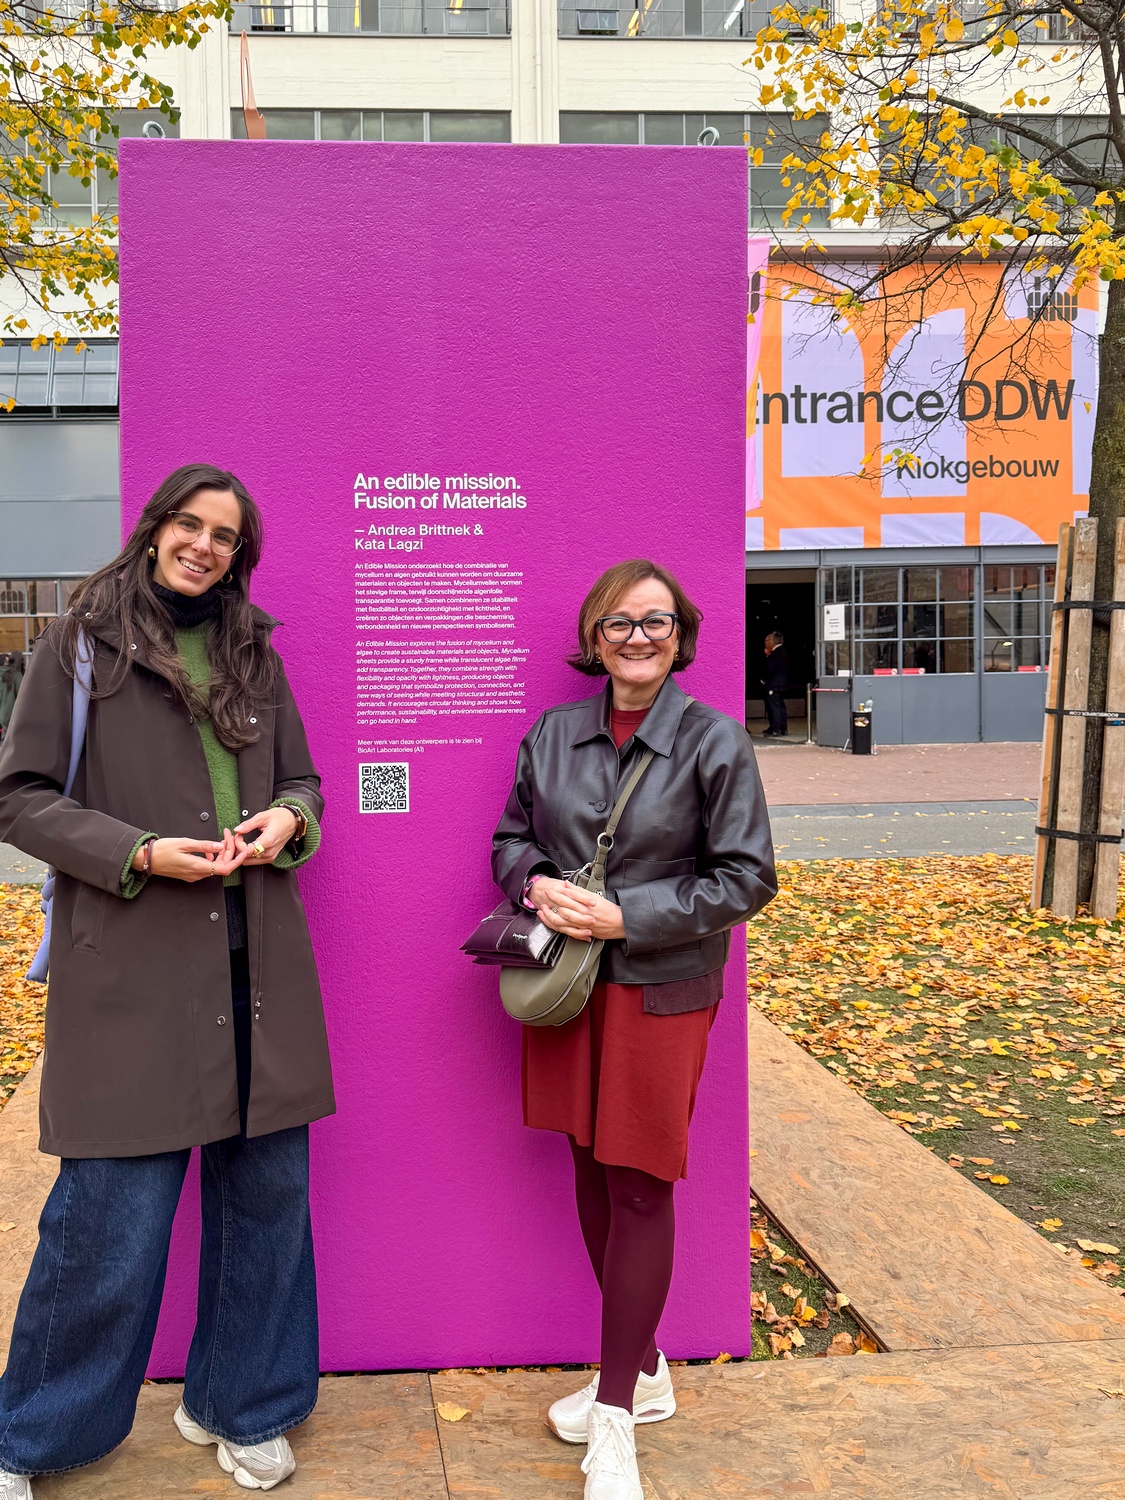 An edible mission.
Fusion of Materials
— Andrea Brittnek &
Kata Lagzi
An Edible Mission onderzoekt hoe de combinatie van
mycelium en algen gebruikt kunnen worden om duurzame
materialen en objecten te maken. Myceliumvellen vormen
het stevige frame, terwijl doorschijnende algenfolie
transparantie toevoegt. Samen combineren ze stabiliteit
met flexibiliteit en ondoorzichtigheid met lichtheid, en
creëren zo objecten en verpakkingen die bescherming,
verbondenheid en nieuwe perspectieven symboliseren.
An Edible Mission explores the fusion of mycelium and
algae to create sustainable materials and objects. Mycelium
sheets provide a sturdy frame while translucent algae films
add transparency. Together, they combine strength with
flexibility and opacity with lightness, producing objects
and packaging that symbolize protection, connection, and
new ways of seeing while meeting structural and aesthetic
demands. It encourages circular thinking and shows how
performance, sustainability, and environmental awareness
can go hand in hand.
Meer werk van deze ontwerpers is te zien bij
BioArt Laboratories (A1)
ddw
Entrance DDW
Klokgebouw